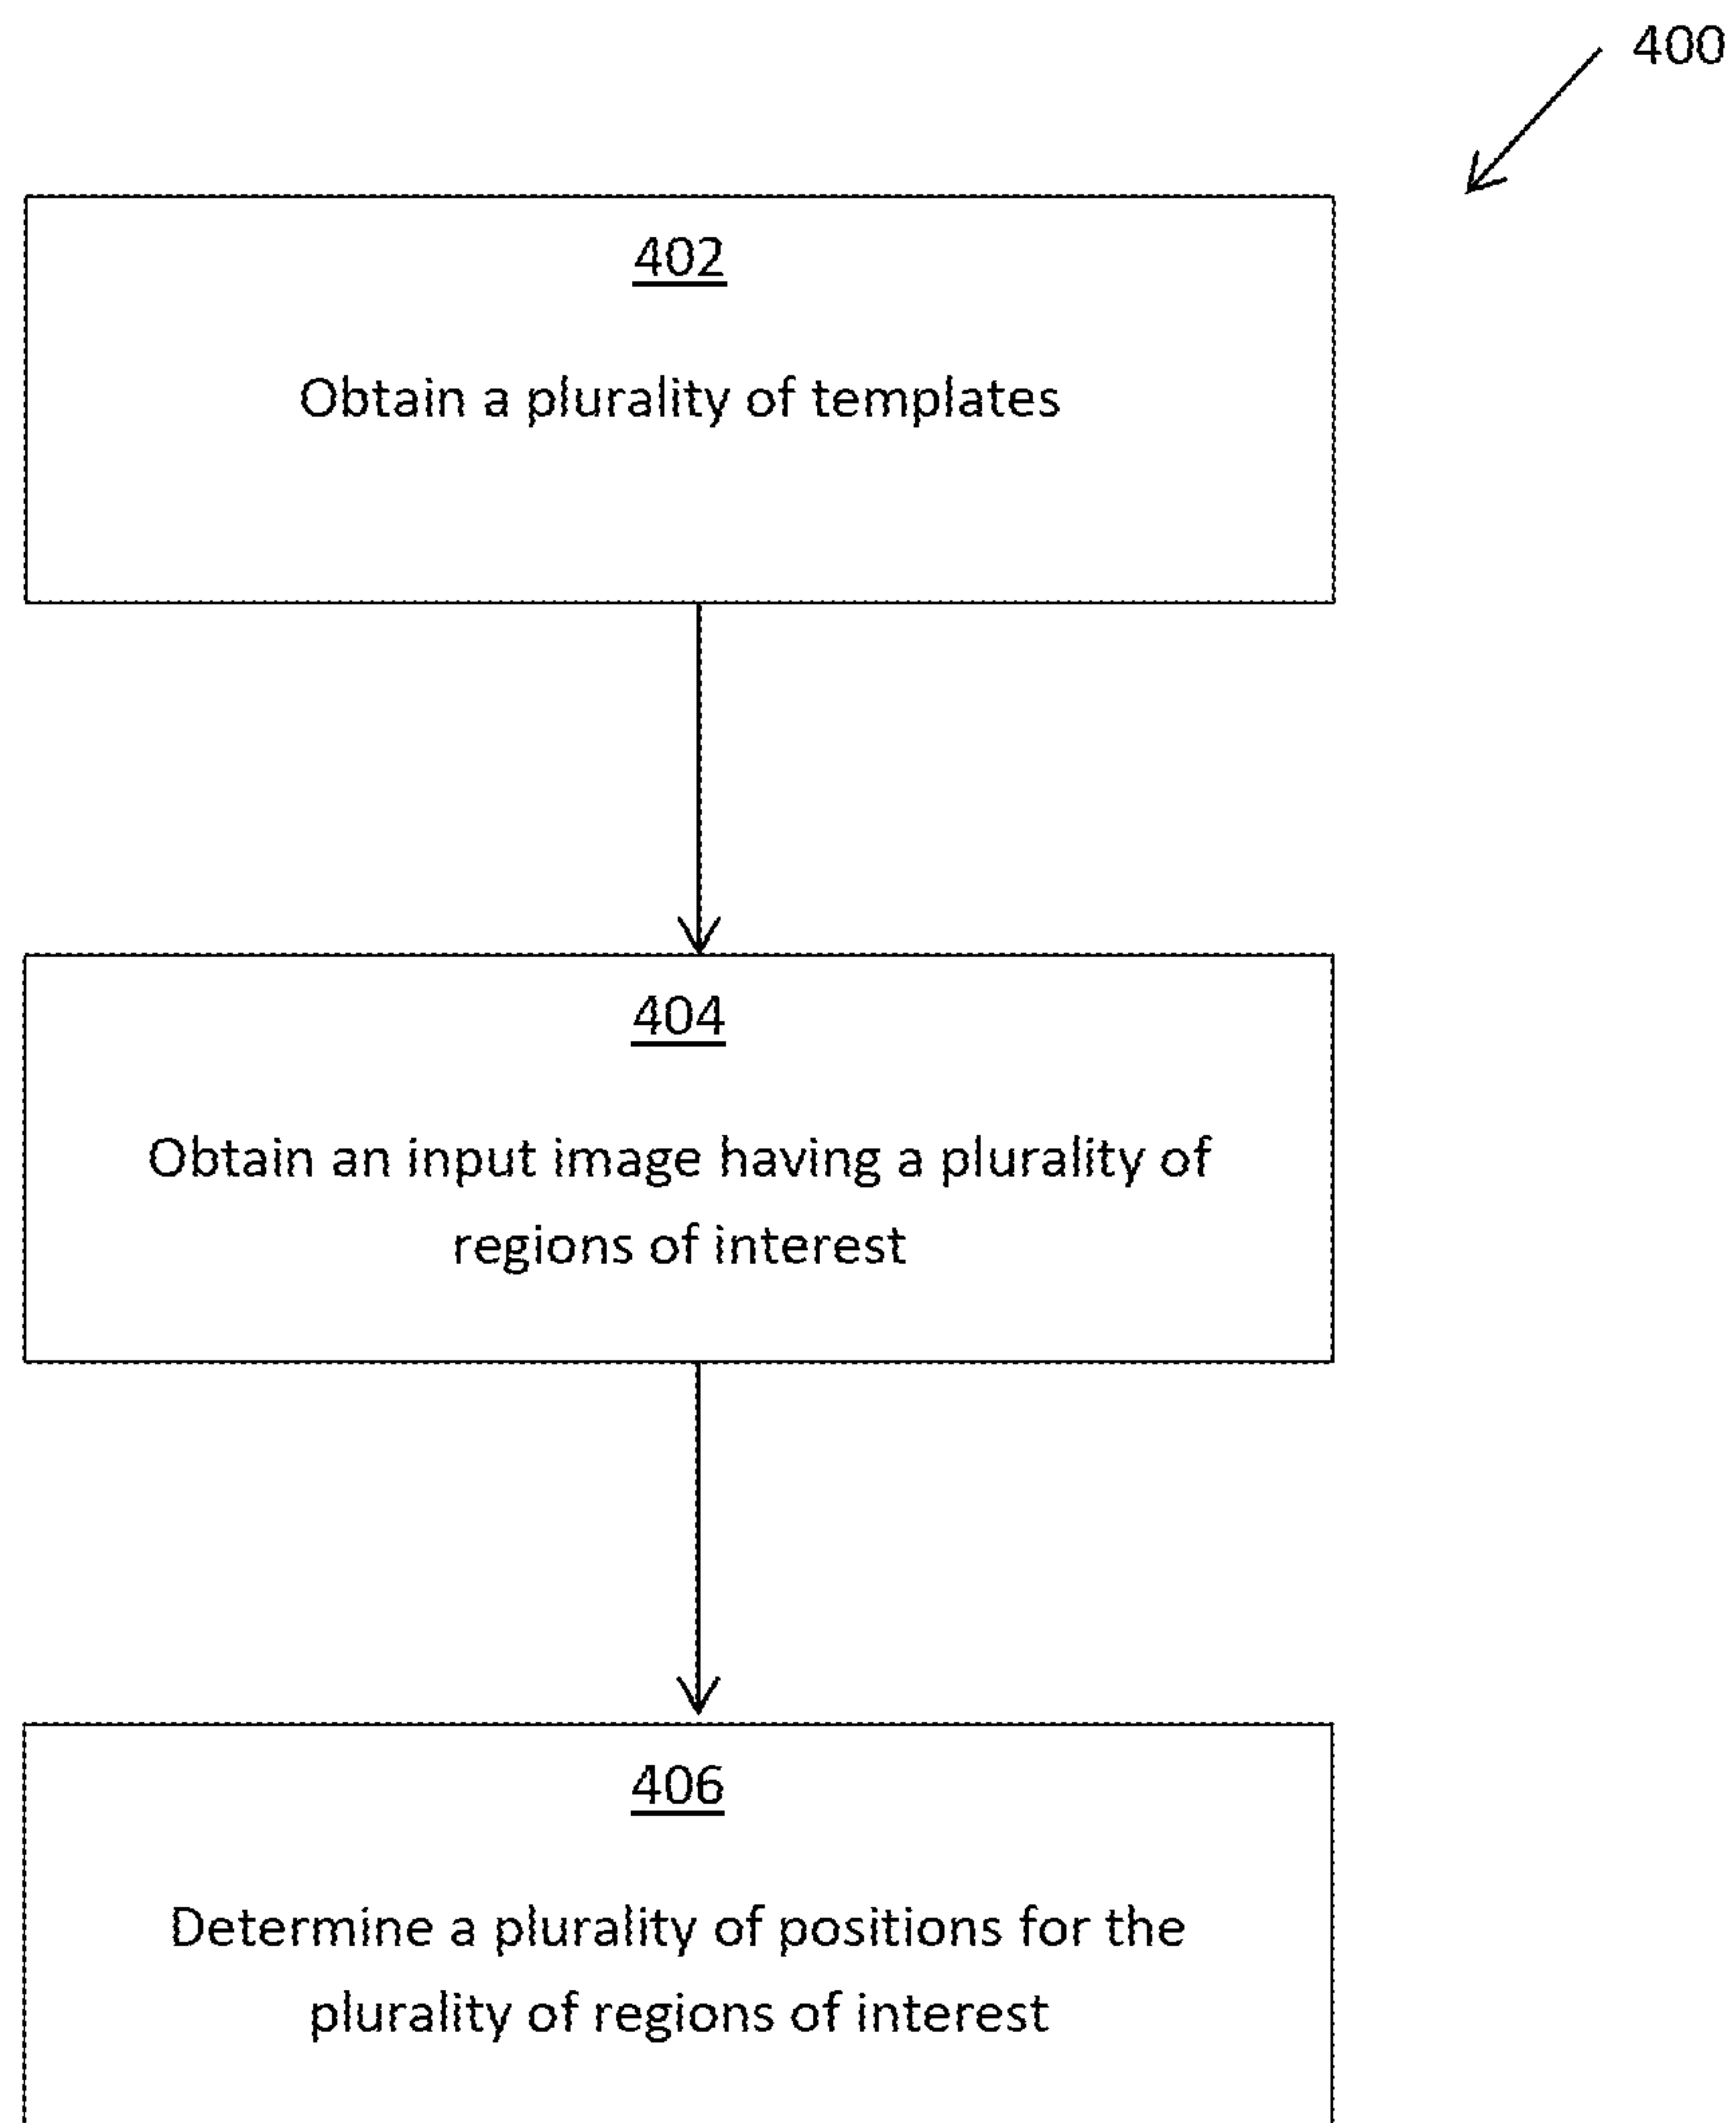 400
402
Obtain a plurality of templates
404
Obtain an input image having a plurality of
regions of interest
406
Determine a plurality of positions for the
plurality of regions of interest